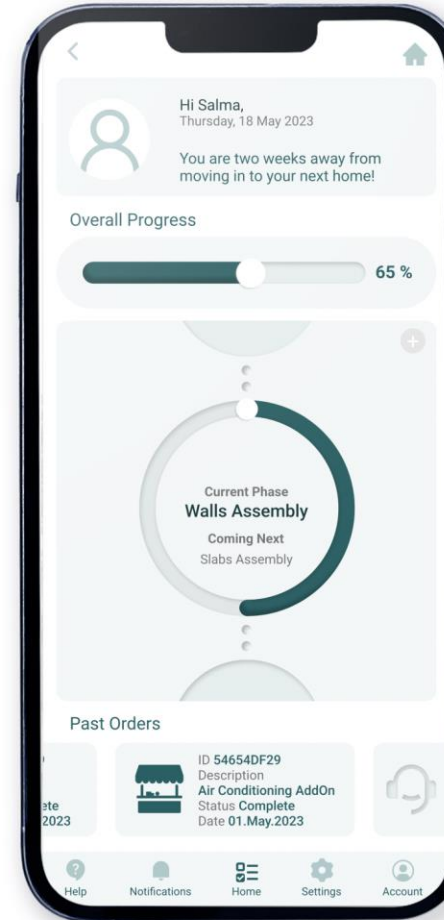 Hi Salma,
Thursday, 18 May 2023
You are two weeks away from
moving in to your next home!
Overall Progress
65 %
Current Phase
Walls Assembly
Coming Next
Slabs Assembly
Past Orders
ete
2023
ID 54654DF29
Description
Air Conditioning AddOn
Status Complete
Date 01.May.2023
Help
Notifications
Home
Settings
Account